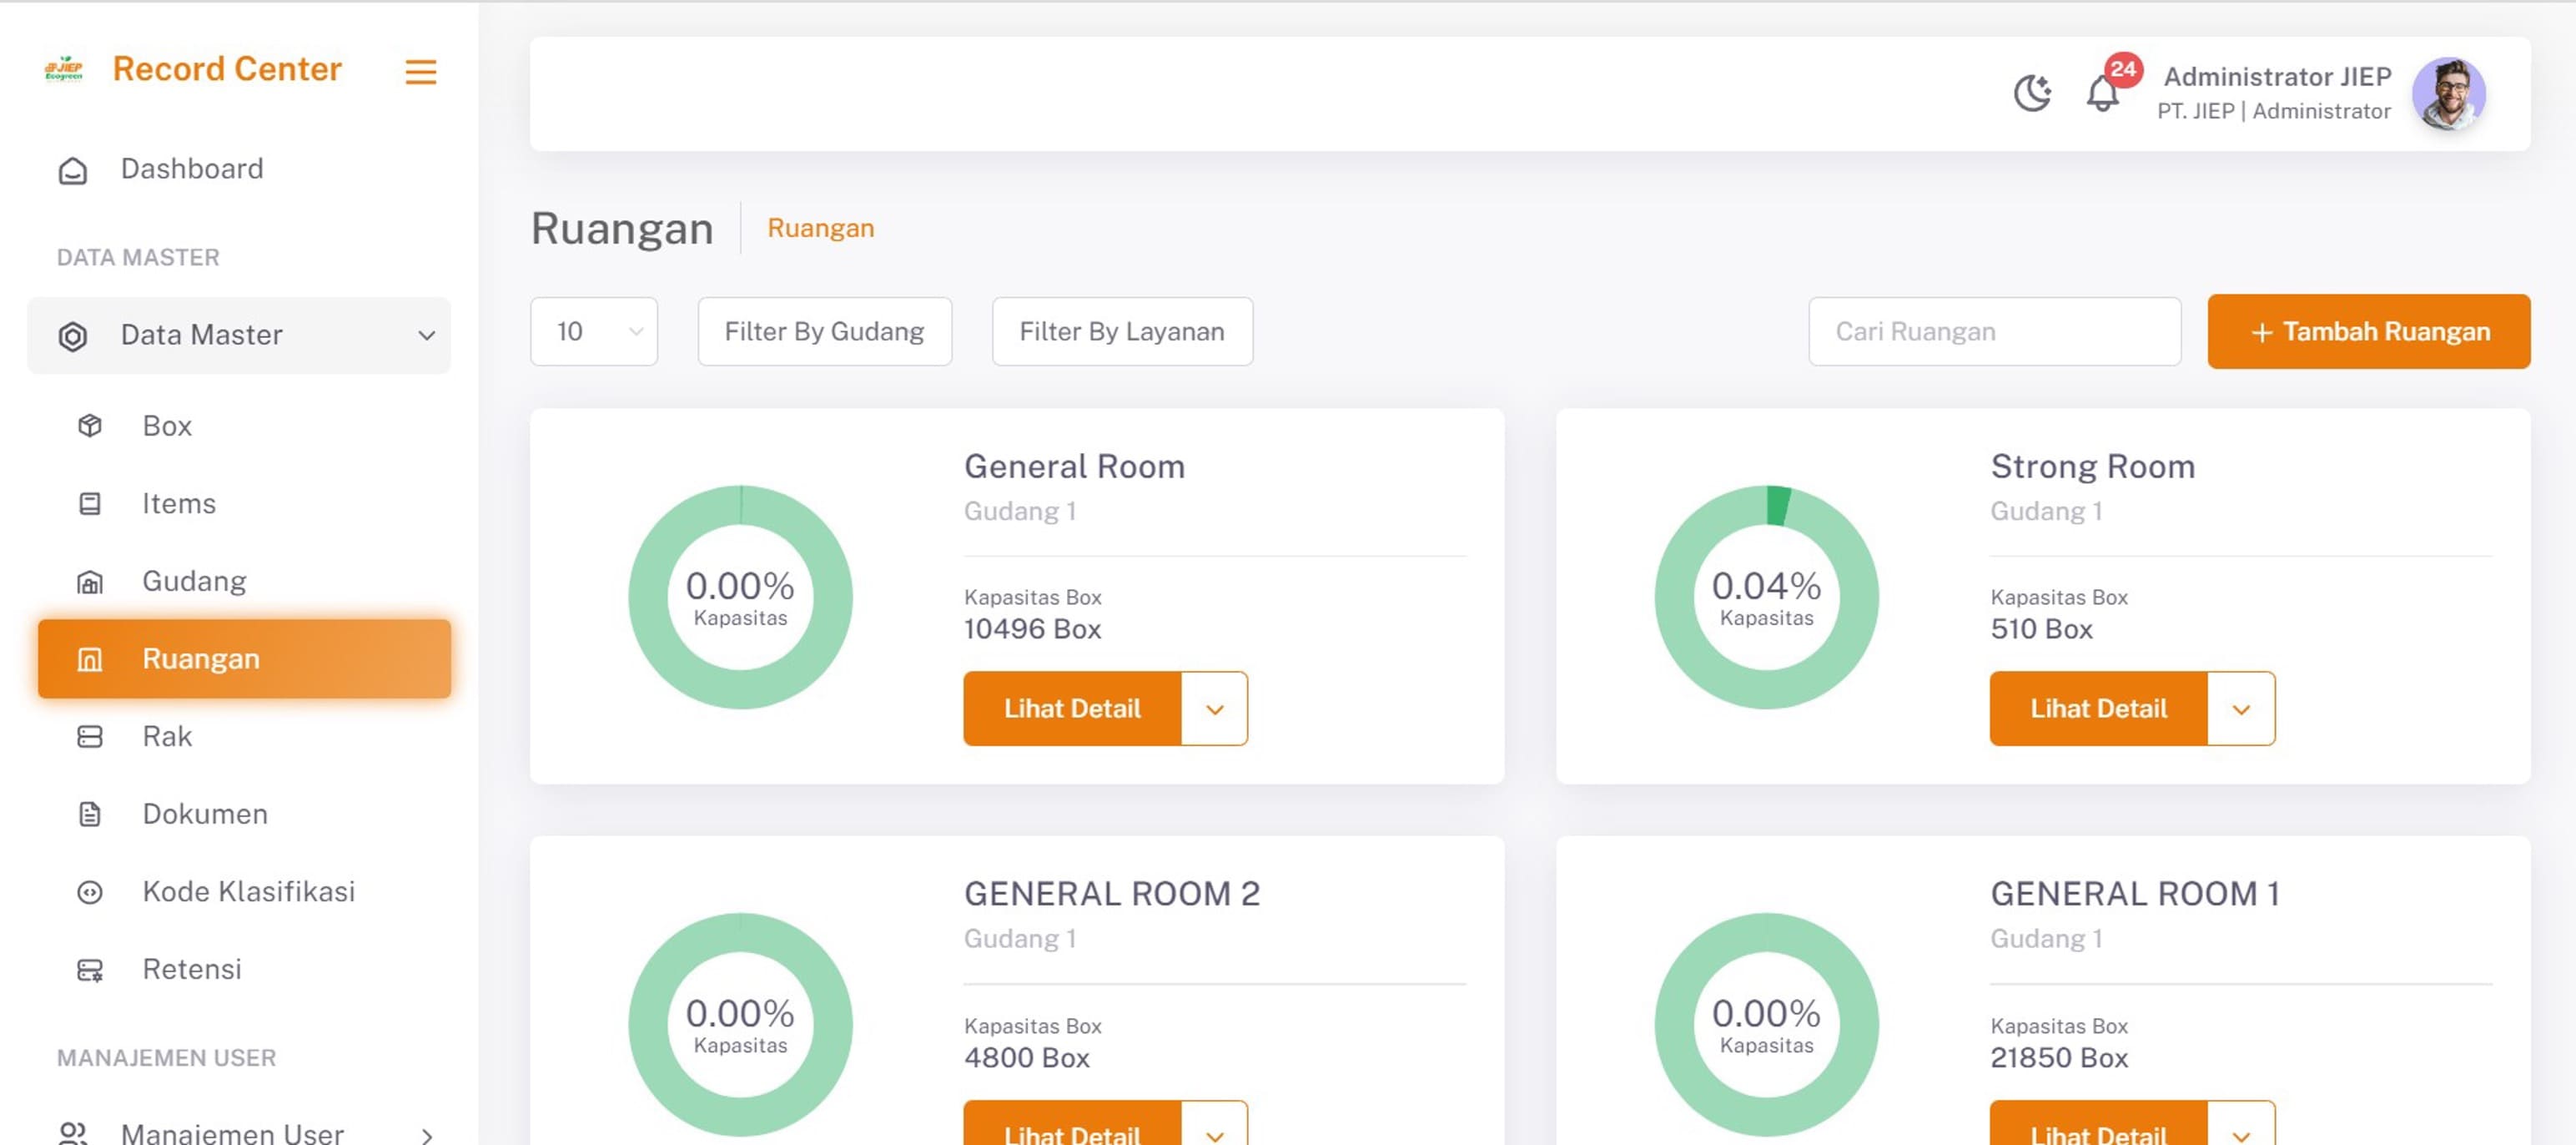 JIEP
Ecogreen
Record Center
Dashboard
DATA MASTER
Data Master
Box
Items
Gudang
Ruangan
Rak
Dokumen
Kode Klasifikasi
Retensi
MANAJEMEN USER
Manajemen User
24
Administrator JIEP
PT. JIEP | Administrator
Ruangan
Ruangan
10
Filter By Gudang
Filter By Layanan
Cari Ruangan
+ Tambah Ruangan
0.00%
Kapasitas
General Room
Gudang 1
Kapasitas Box
10496 Box
Lihat Detail
0.04%
Kapasitas
Strong Room
Gudang 1
Kapasitas Box
510 Box
Lihat Detail
0.00%
Kapasitas
GENERAL ROOM 2
Gudang 1
Kapasitas Box
4800 Box
Lihat Detail
0.00%
Kapasitas
GENERAL ROOM 1
Gudang 1
Kapasitas Box
21850 Box
Lihat Detail